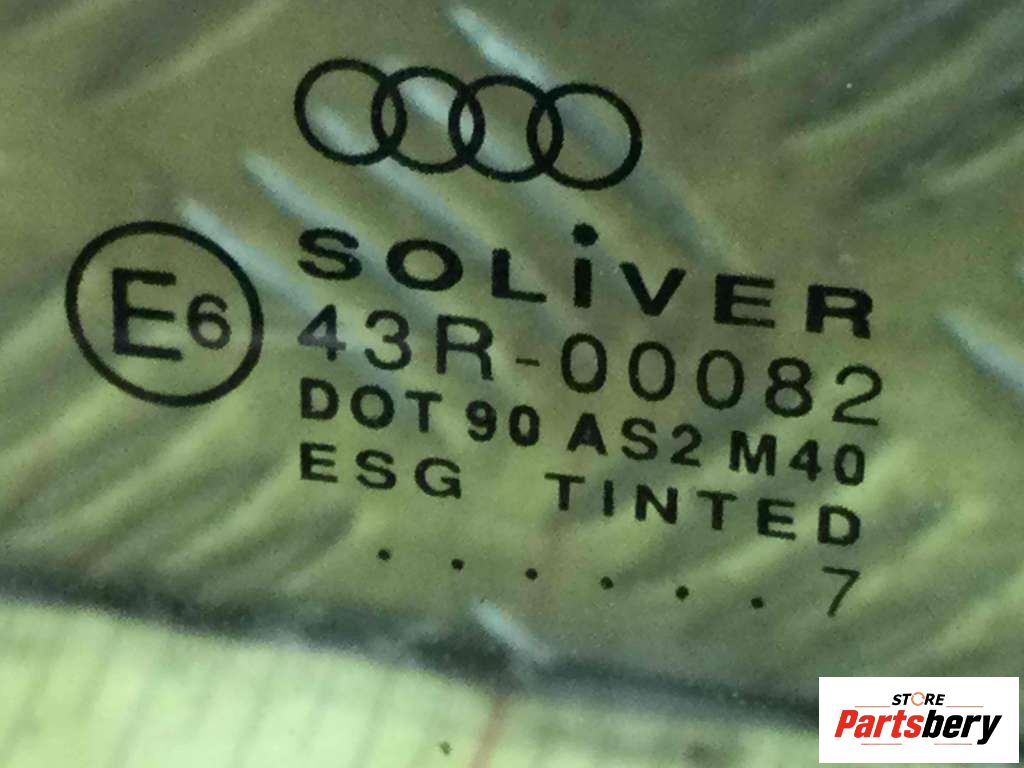 SOLiVER
E6
43R-00082
DOT 90 AS2 M40
ESG TINTED
. . . . . . 7
STORE
Partsbery